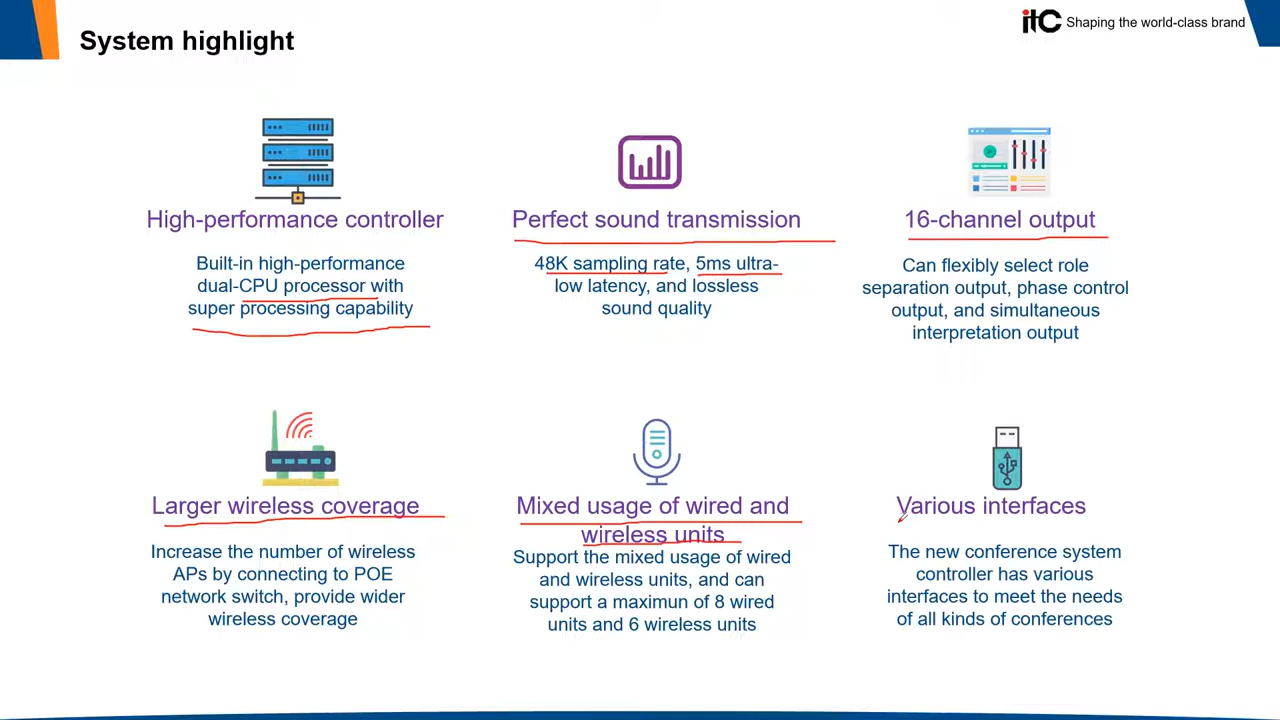 System highlight
itC Shaping the world-class brand
High-performance controller
Built-in high-performance
dual-CPU processor with
super processing capability
Perfect sound transmission
48K sampling rate, 5ms ultra-
low latency, and lossless
sound quality
16-channel output
Can flexibly select role
separation output, phase control
output, and simultaneous
interpretation output
Larger wireless coverage
Increase the number of wireless
APs by connecting to POE
network switch, provide wider
wireless coverage
Mixed usage of wired and
wireless units
Support the mixed usage of wired
and wireless units, and can
support a maximun of 8 wired
units and 6 wireless units
Various interfaces
The new conference system
controller has various
interfaces to meet the needs
of all kinds of conferences